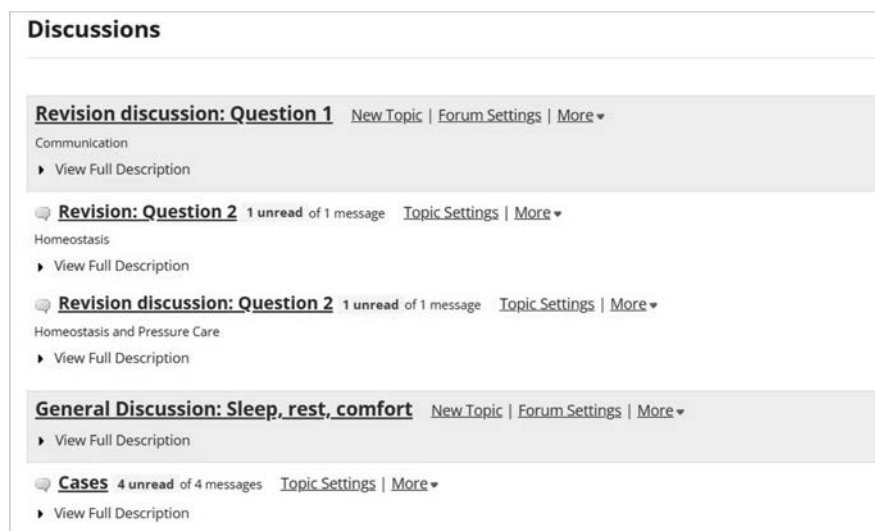 Discussions
Revision discussion: Question 1 New Topic | Forum Settings | More
Communication
View Full Description
Revision: Question 2 1 unread of 1 message Topic Settings | More
Homeostasis
View Full Description
Revision discussion: Question 2 1 unread of 1 message Topic Settings | More
Homeostasis and Pressure Care
View Full Description
General Discussion: Sleep, rest, comfort New Topic | Forum Settings | More
View Full Description
Cases 4 unread of 4 messages Topic Settings | More
View Full Description